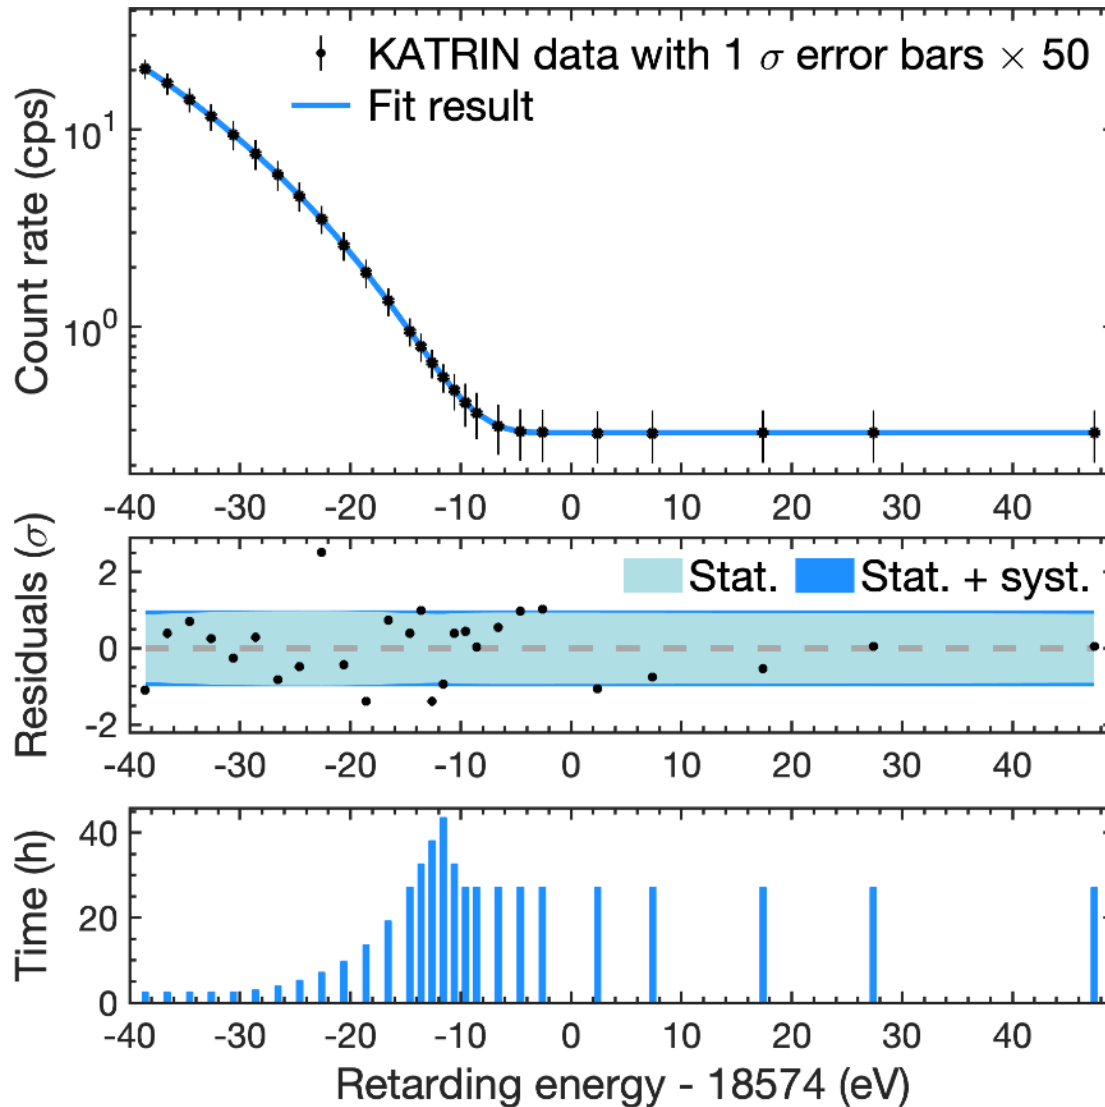 KATRIN data with 1 σ error bars × 50
Fit result
Count rate (cps)
10¹
10⁰
-40 -30 -20 -10 0 10 20 30 40
Stat. Stat. + syst.
Residuals (σ)
2
0
-2
-40 -30 -20 -10 0 10 20 30 40
Time (h)
40
20
0
-40 -30 -20 -10 0 10 20 30 40
Retarding energy - 18574 (eV)